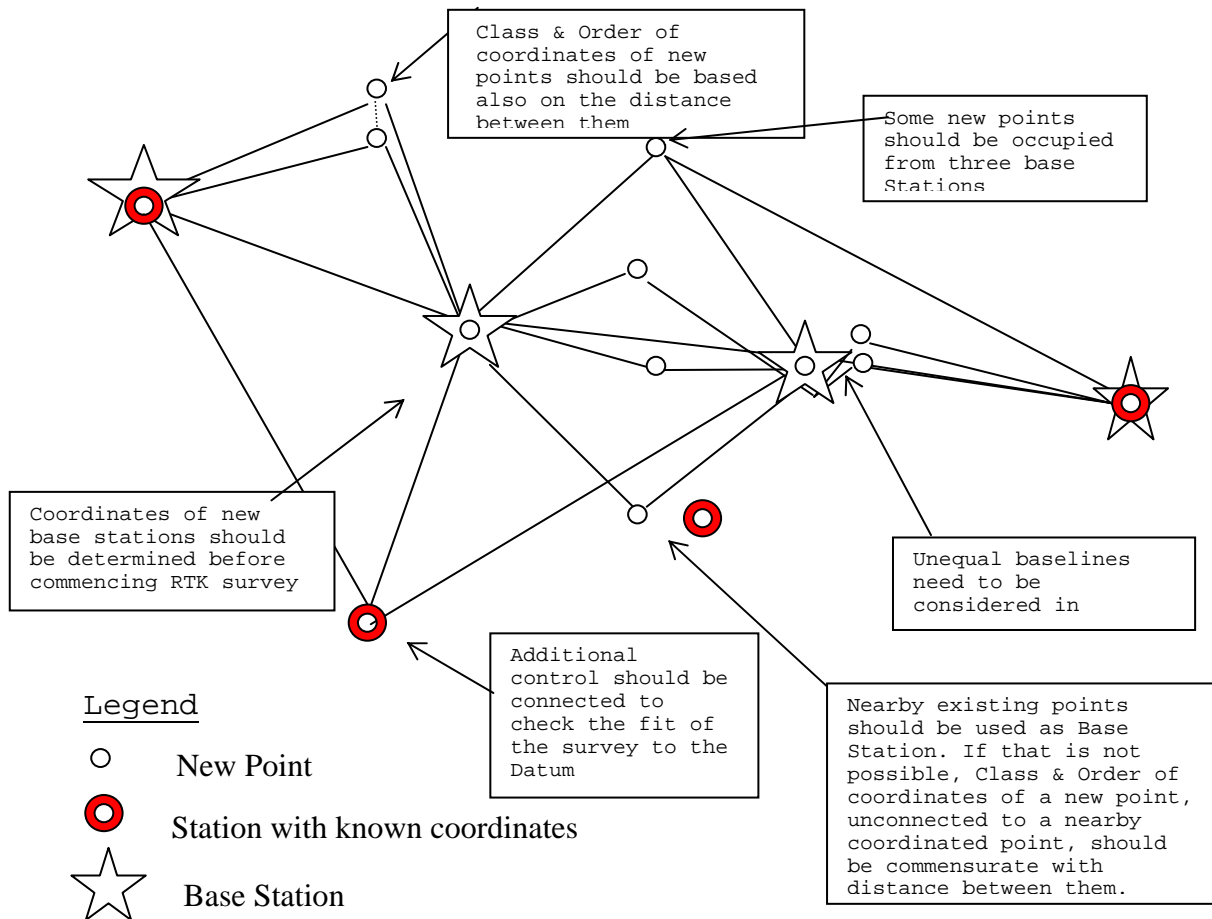 Class & Order of
coordinates of new
points should be based
also on the distance
between them
Some new points
should be occupied
from three base
Stations
Coordinates of new
base stations should
be determined before
commencing RTK survey
Unequal baselines
need to be
considered in
Additional
control should be
connected to
check the fit of
the survey to the
Datum
Nearby existing points
should be used as Base
Station. If that is not
possible, Class & Order of
coordinates of a new point,
unconnected to a nearby
coordinated point, should
be commensurate with
distance between them.
Legend
New Point
Station with known coordinates
Base Station